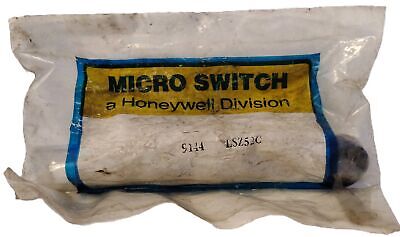 MICRO SWITCH
a Honeywell Division
9144 LSZ52C